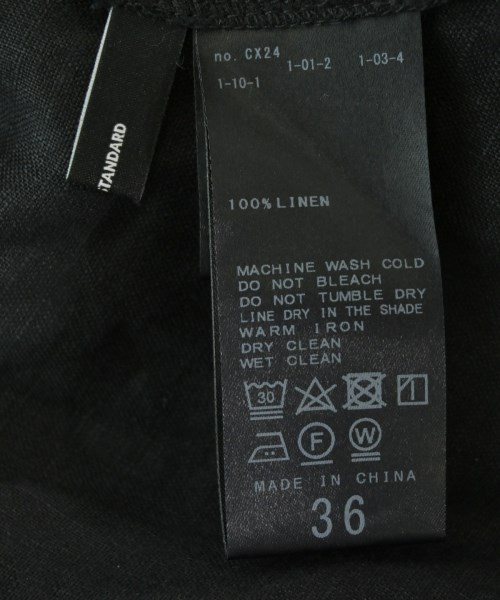 no. CX24
1-01-2 1-03-4
1-10-1
STANDARD
100% LINEN
MACHINE WASH COLD
DO NOT BLEACH
DO NOT TUMBLE DRY
LINE DRY IN THE SHADE
WARM IRON
DRY CLEAN
WET CLEAN
30
F
W
MADE IN CHINA
36